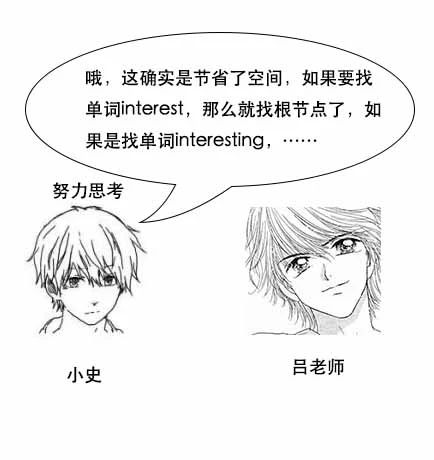 哦，这确实是节省了空间，如果要找
单词interest，那么就找根节点了，如
果是找单词interesting，……
努力思考
小史
吕老师